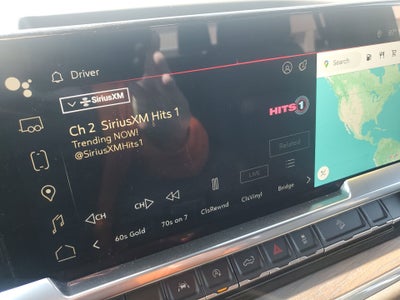 Driver
SiriusXM
Ch 2 SiriusXM Hits 1
Trending NOW!
@SiriusXMHits1
HITS 1
Related
Search
CH
CH
LIVE
60s Gold
70s on 7
ClsRewnd
ClsVinyl
Bridge